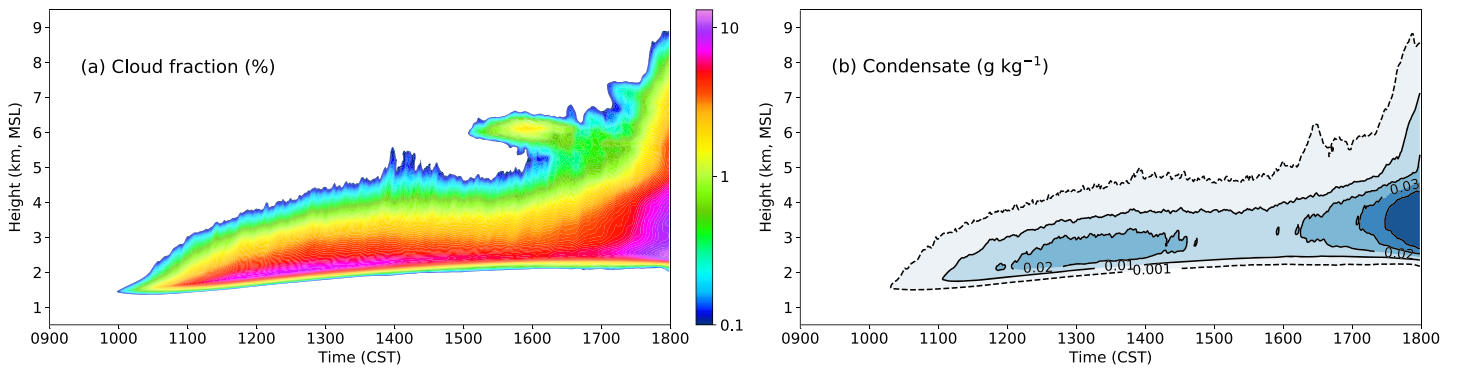 (a) Cloud fraction (%)
Height (km, MSL)
9
8
7
6
5
4
3
2
1
0900 1000 1100 1200 1300 1400 1500 1600 1700 1800
Time (CST)
10
1
0.1
(b) Condensate (g kg⁻¹)
Height (km, MSL)
9
8
7
6
5
4
3
2
1
0.03
0.02
0.02 0.01 0.001
0900 1000 1100 1200 1300 1400 1500 1600 1700 1800
Time (CST)